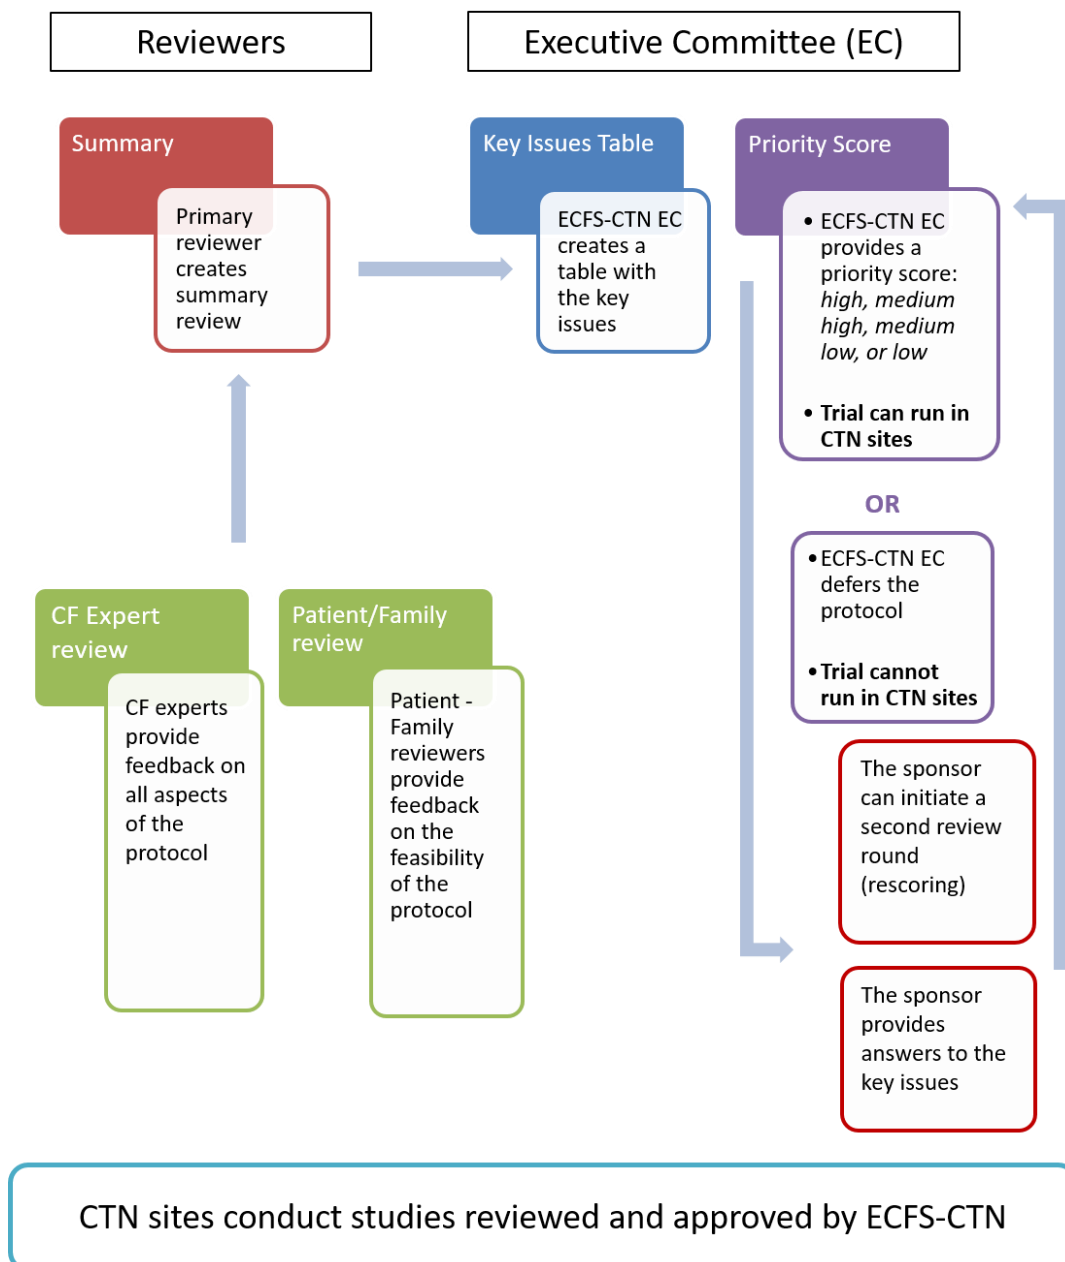 Reviewers
Executive Committee (EC)
Summary
Primary
reviewer
creates
summary
review
Key Issues Table
ECFS-CTN EC
creates a
table with
the key
issues
Priority Score
• ECFS-CTN EC
provides a
priority score:
high, medium
high, medium
low, or low
• Trial can run in
CTN sites
OR
• ECFS-CTN EC
defers the
protocol
• Trial cannot
run in CTN sites
CF Expert
review
CF experts
provide
feedback on
all aspects
of the
protocol
Patient/Family
review
Patient -
Family
reviewers
provide
feedback
on the
feasibility
of the
protocol
The sponsor
can initiate a
second review
round
(rescoring)
The sponsor
provides
answers to the
key issues
CTN sites conduct studies reviewed and approved by ECFS-CTN